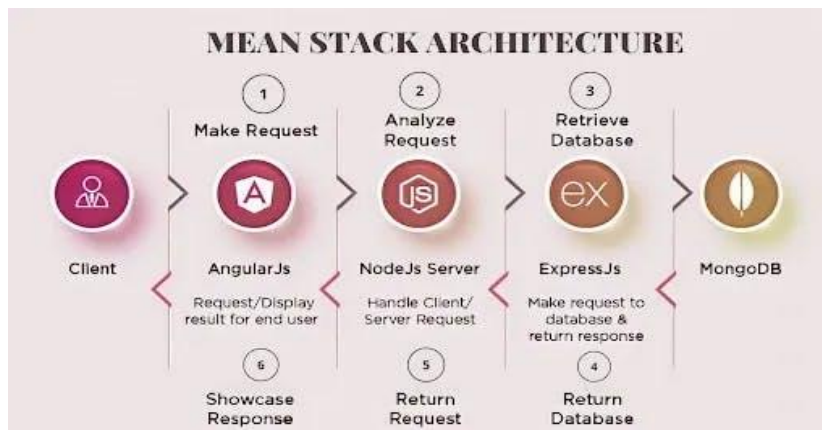 MEAN STACK ARCHITECTURE
1
Make Request
2
Analyze
Request
3
Retrieve
Database
A
JS
ex
Client
AngularJs
NodeJs Server
ExpressJs
MongoDB
Request/Display
result for end user
Handle Client/
Server Request
Make request to
database &
return response
6
Showcase
Response
5
Return
Request
4
Return
Database